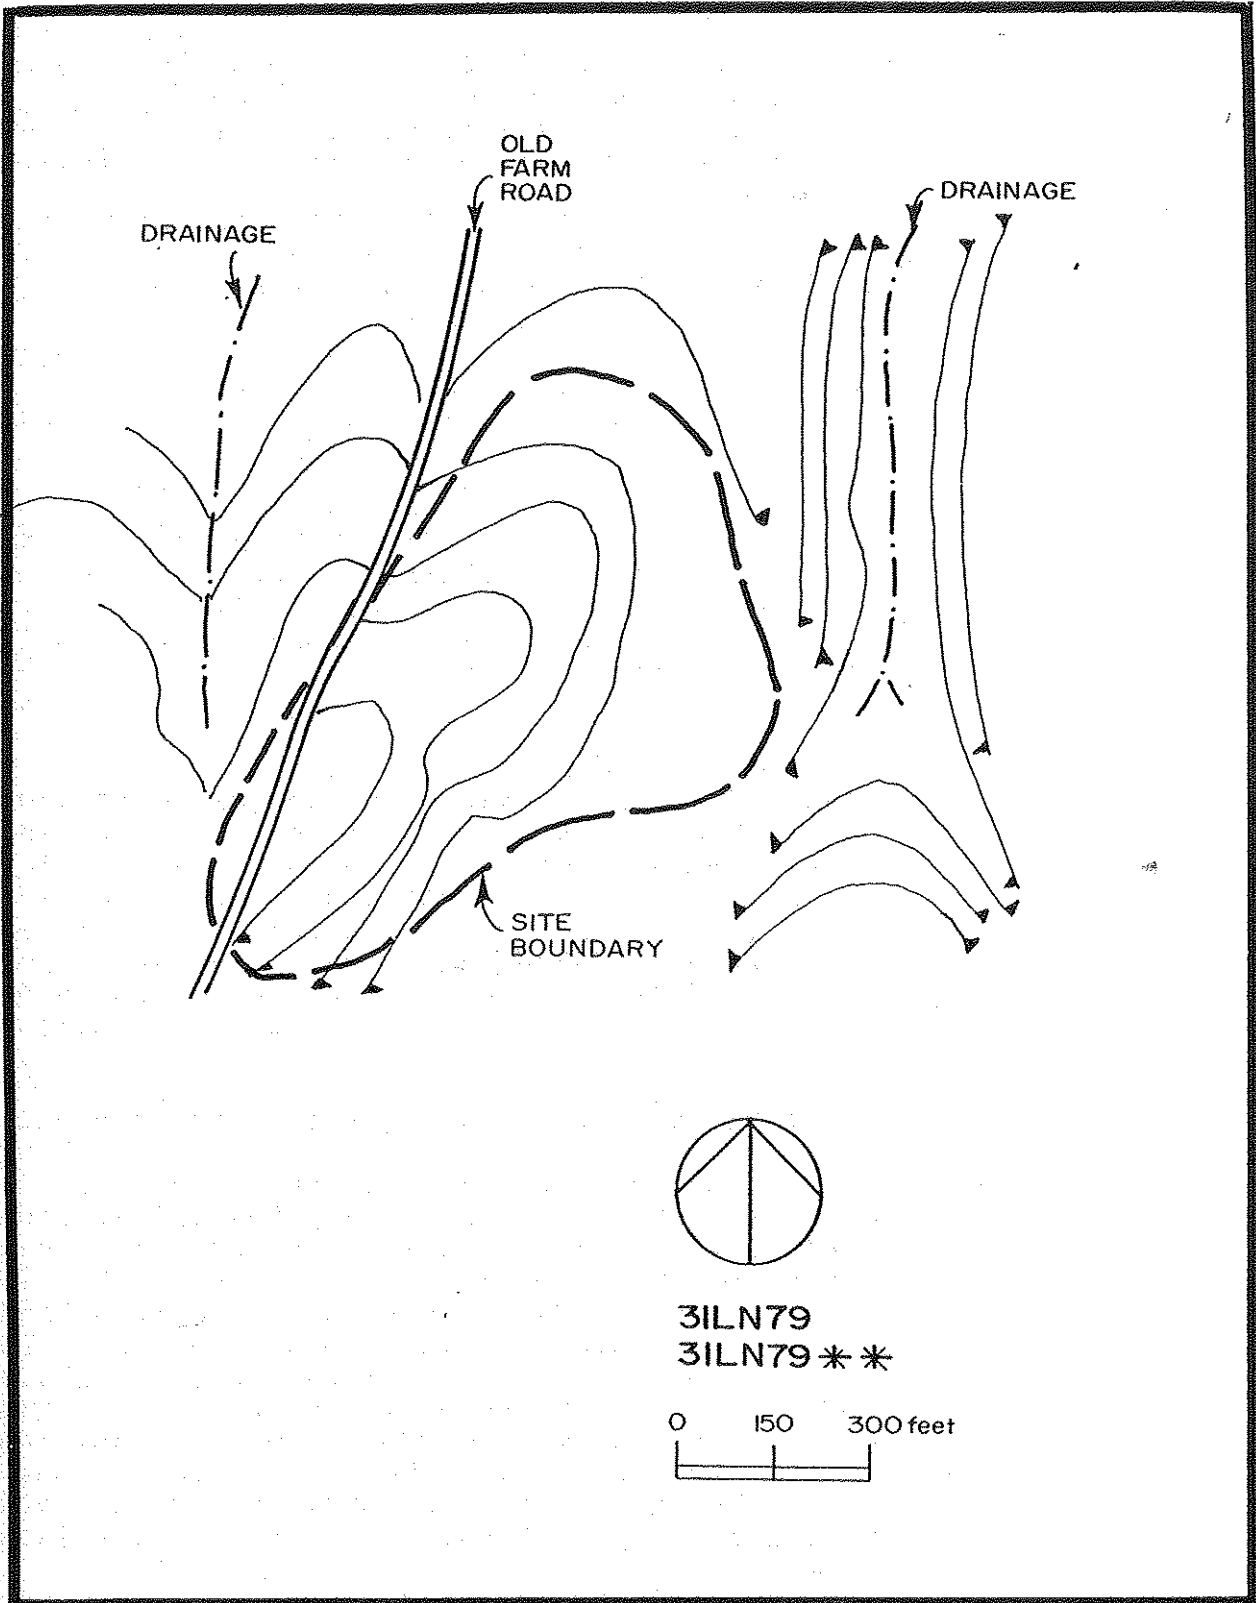 OLD
FARM
ROAD
DRAINAGE
DRAINAGE
SITE
BOUNDARY
31LN79
31LN79**
0 150 300 feet